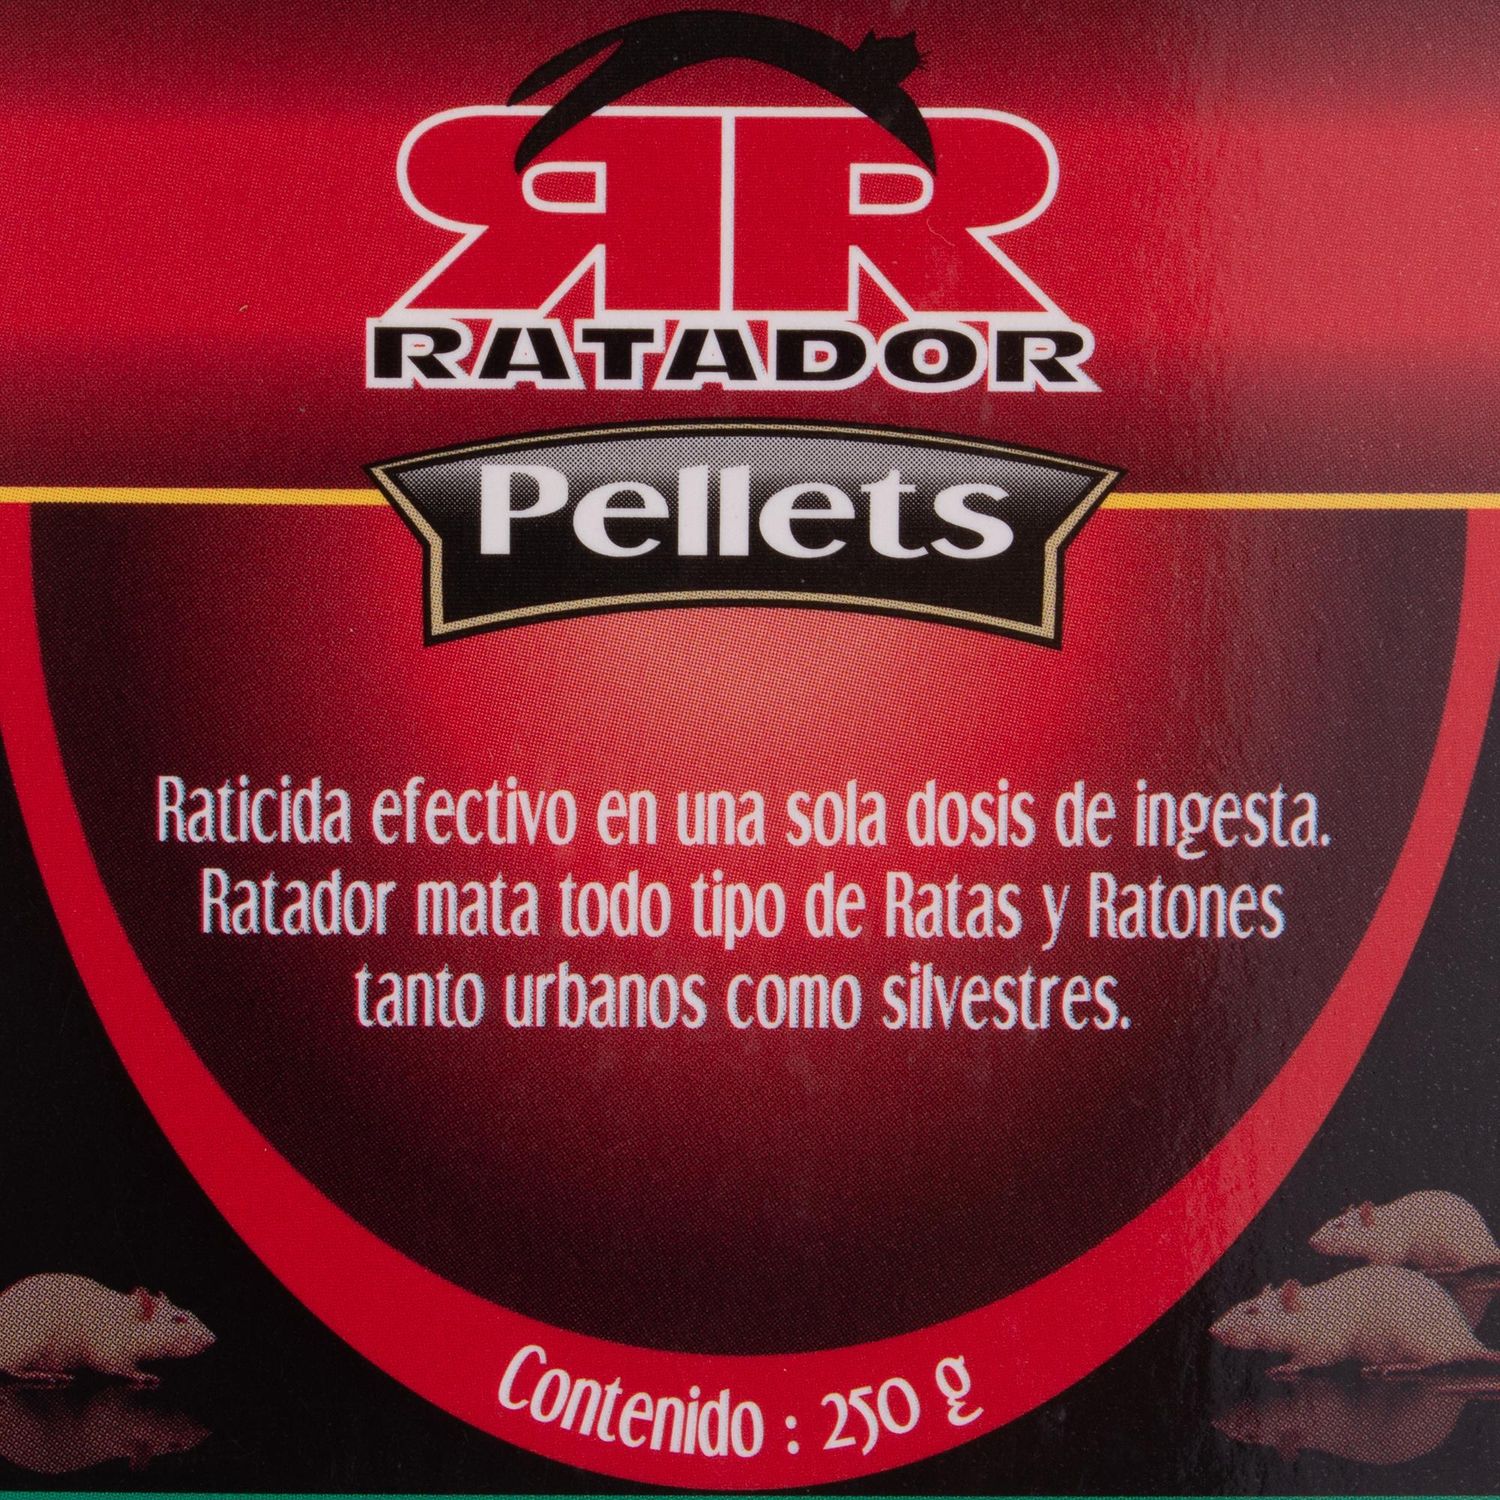 RR
RATADOR
Pellets
Raticida efectivo en una sola dosis de ingesta.
Ratador mata todo tipo de Ratas y Ratones
tanto urbanos como silvestres.
Contenido : 250 g